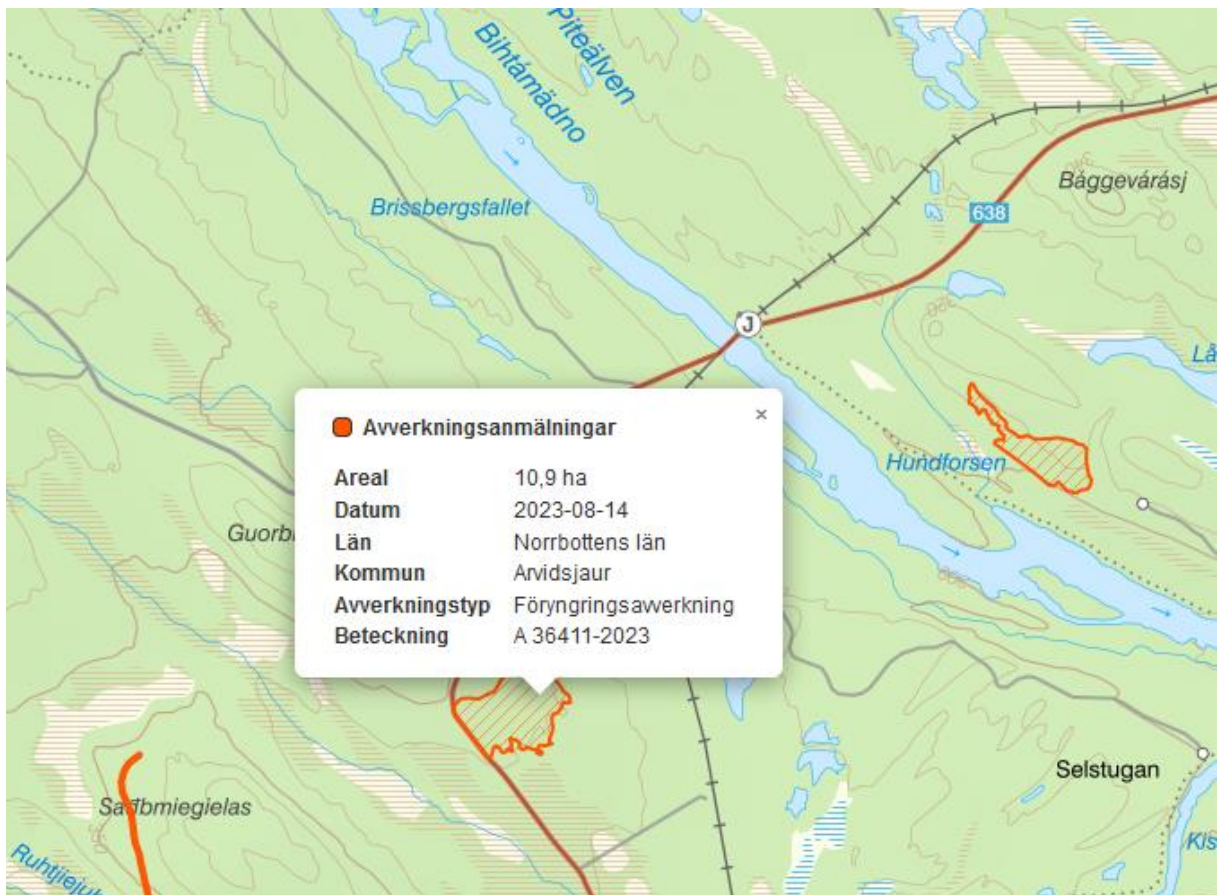 Piteälven
Bihtámädno
Brissbergsfallet
Båggevárásj
638
J
Hundforsen
Avverkningsanmälningar ×
Areal 10,9 ha
Datum 2023-08-14
Län Norrbottens län
Kommun Arvidsjaur
Avverkningstyp Föryngringsavverkning
Beteckning A 36411-2023
Selstugan